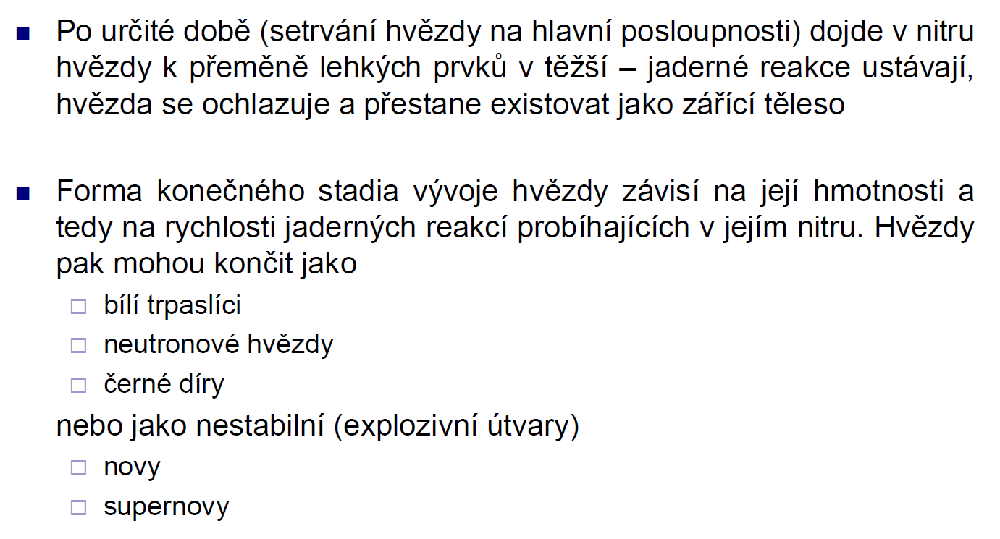 Po určité době (setrvání hvězdy na hlavní posloupnosti) dojde v nitru
hvězdy k přeměně lehkých prvků v těžší – jaderné reakce ustávají,
hvězda se ochlazuje a přestane existovat jako zářící těleso
Forma konečného stadia vývoje hvězdy závisí na její hmotnosti a
tedy na rychlosti jaderných reakcí probíhajících v jejím nitru. Hvězdy
pak mohou končit jako
bílí trpaslíci
neutronové hvězdy
černé díry
nebo jako nestabilní (explozivní útvary)
novy
supernovy